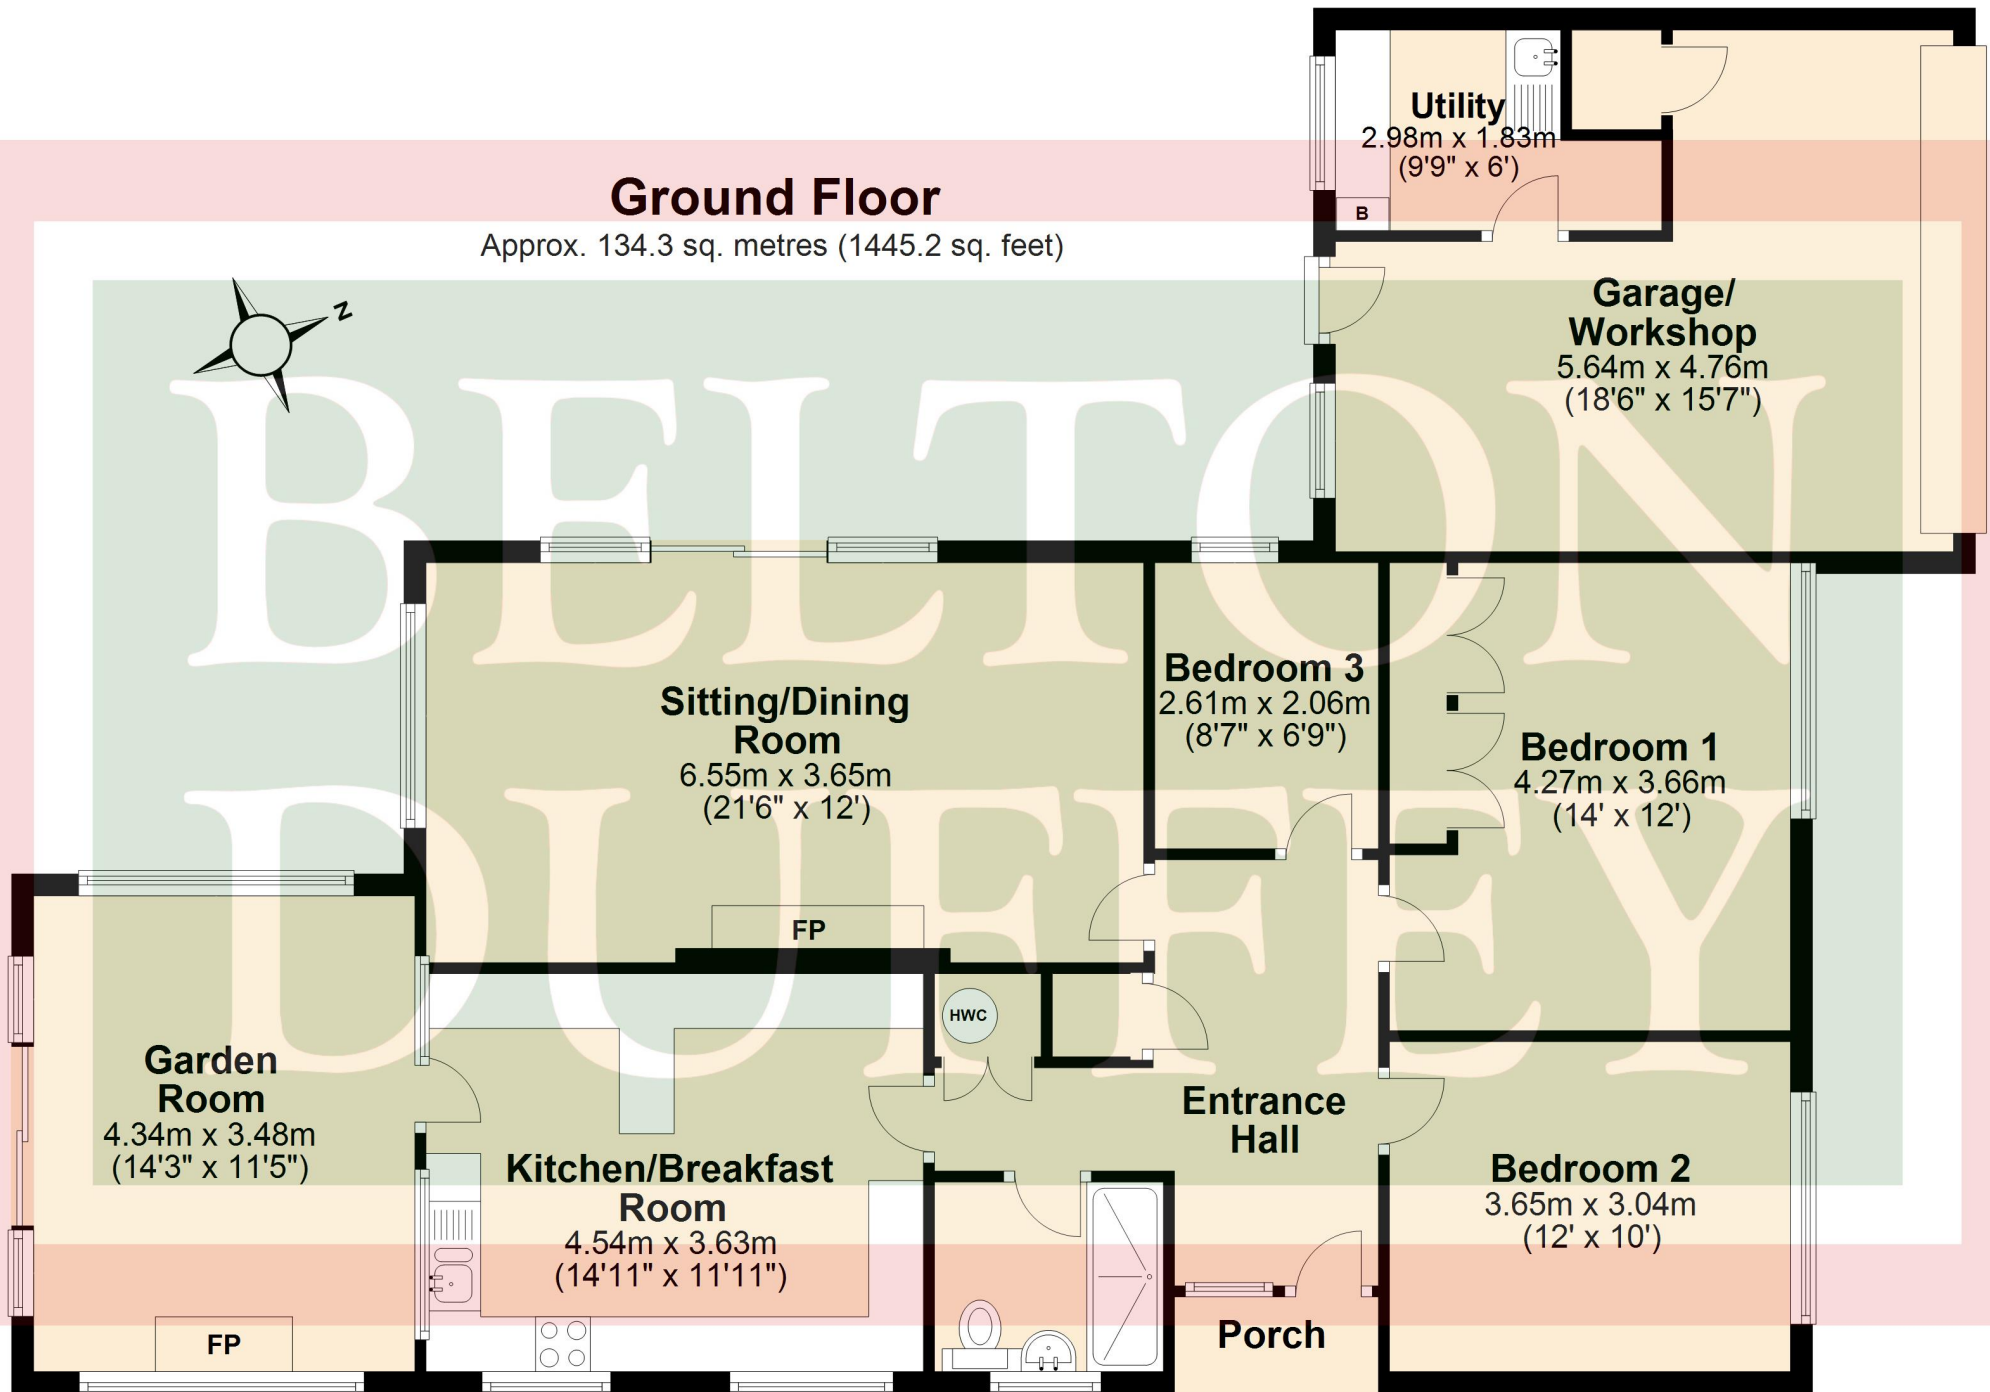 Ground Floor
Approx. 134.3 sq. metres (1445.2 sq. feet)
N
Utility
2.98m x 1.83m
(9'9" x 6')
B
Garage/
Workshop
5.64m x 4.76m
(18'6" x 15'7")
BELTON
DUFFEY
Sitting/Dining
Room
6.55m x 3.65m
(21'6" x 12')
FP
Bedroom 3
2.61m x 2.06m
(8'7" x 6'9")
Bedroom 1
4.27m x 3.66m
(14' x 12')
Garden
Room
4.34m x 3.48m
(14'3" x 11'5")
FP
Kitchen/Breakfast
Room
4.54m x 3.63m
(14'11" x 11'11")
HWC
Entrance
Hall
Bedroom 2
3.65m x 3.04m
(12' x 10')
Porch